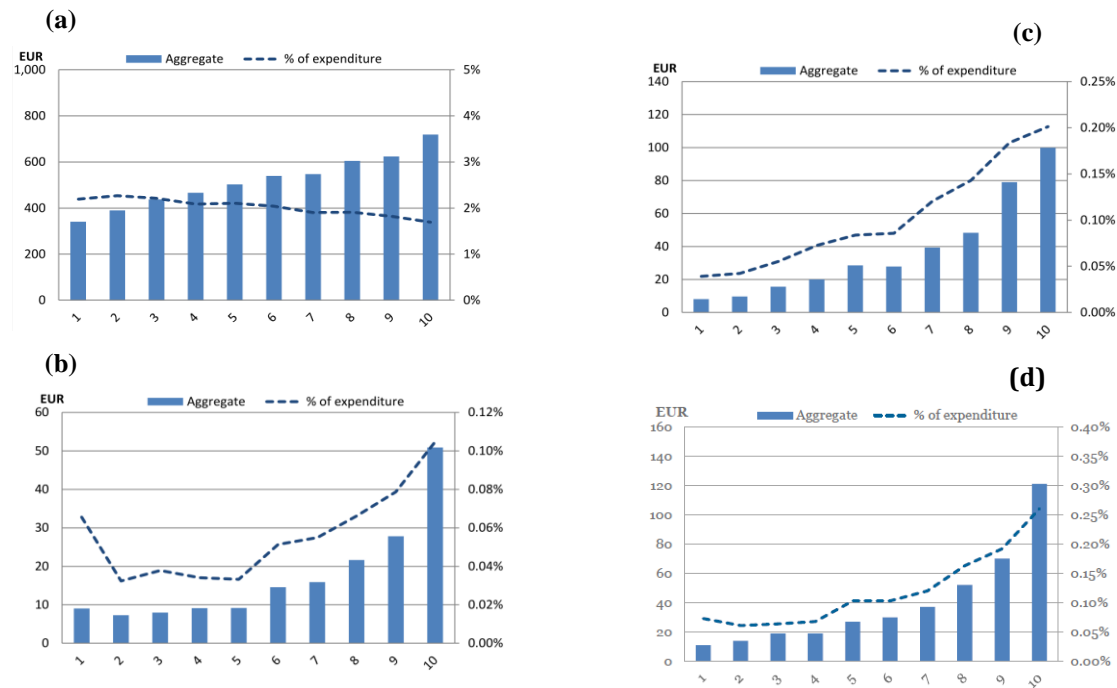 (a)
EUR
Aggregate % of expenditure
1,000 5%
800 4%
600 3%
400 2%
200 1%
0 0%
1 2 3 4 5 6 7 8 9 10
(b)
EUR
Aggregate % of expenditure
60 0.12%
50 0.10%
40 0.08%
30 0.06%
20 0.04%
10 0.02%
0 0.00%
1 2 3 4 5 6 7 8 9 10
(c)
EUR
Aggregate % of expenditure
140 0.25%
120
100 0.20%
80 0.15%
60 0.10%
40
20 0.05%
0 0.00%
1 2 3 4 5 6 7 8 9 10
(d)
EUR
Aggregate % of expenditure
160 0.40%
140 0.35%
120 0.30%
100 0.25%
80 0.20%
60 0.15%
40 0.10%
20 0.05%
0 0.00%
1 2 3 4 5 6 7 8 9 10